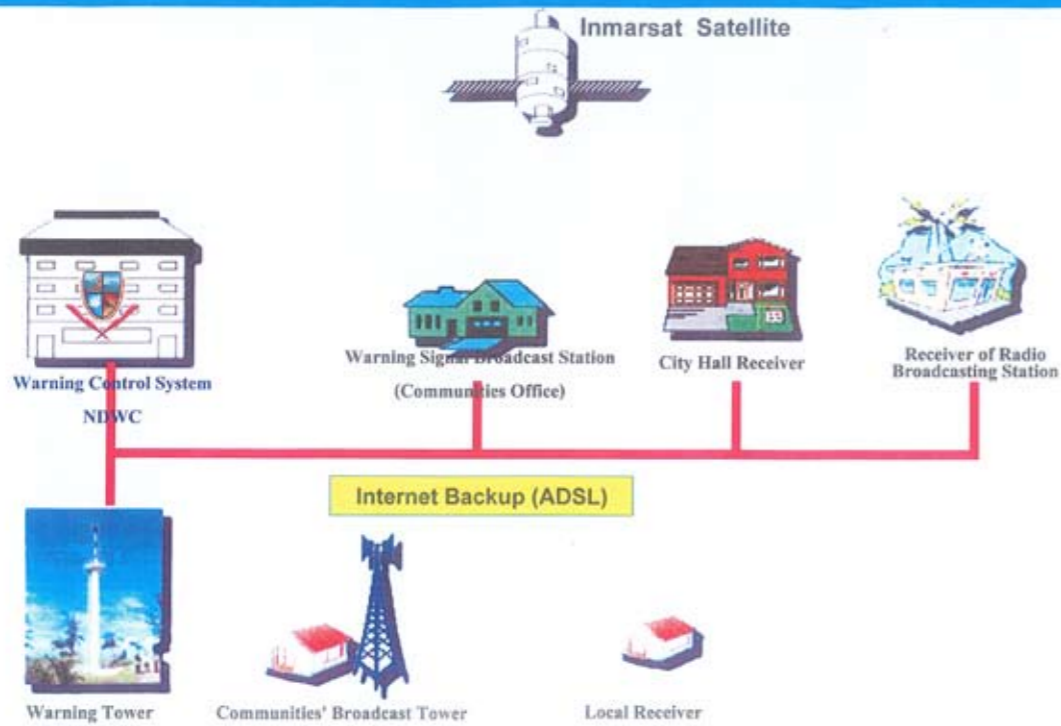 Inmarsat Satellite
Warning Control System
NDWC
Warning Signal Broadcast Station
(Communities Office)
City Hall Receiver
Receiver of Radio
Broadcasting Station
Internet Backup (ADSL)
Warning Tower
Communities' Broadcast Tower
Local Receiver